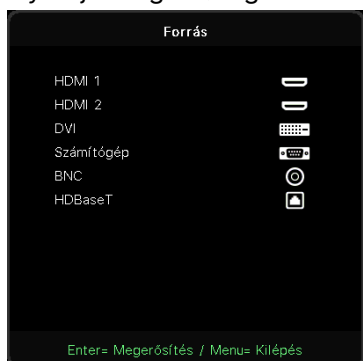 Forrás
HDMI 1
HDMI 2
DVI
Számítógép
BNC
HDBaseT
Enter= Megerősítés / Menu= Kilépés